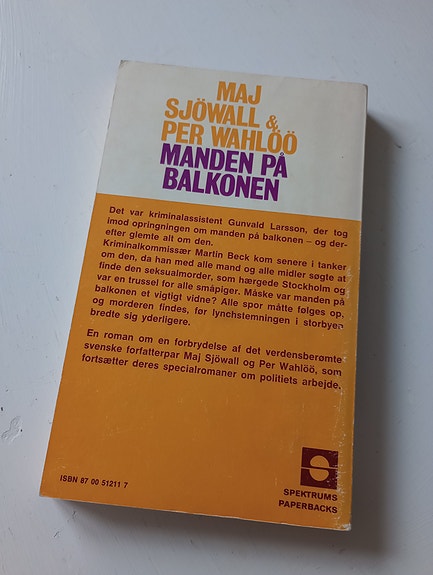 MAJ
SJÖWALL &
PER WAHLÖÖ
MANDEN PÅ
BALKONEN
Det var kriminalassistent Gunvald Larsson, der tog
imod opringningen om manden på balkonen – og der-
efter glemte alt om den.
Kriminalkommissær Martin Beck kom senere i tanker
om den, da han med alle mand og alle midler søgte at
finde den seksualmorder, som hærgede Stockholm og
var en trussel for alle småpiger. Måske var manden på
balkonen et vigtigt vidne? Alle spor måtte følges op,
og morderen findes, før lynchstemningen i storbyen
bredte sig yderligere.
En roman om en forbrydelse af det verdensberømte
svenske forfatterpar Maj Sjöwall og Per Wahlöö, som
fortsætter deres specialromaner om politiets arbejde.
ISBN 87 00 51211 7
SPEKTRUMS
PAPERBACKS